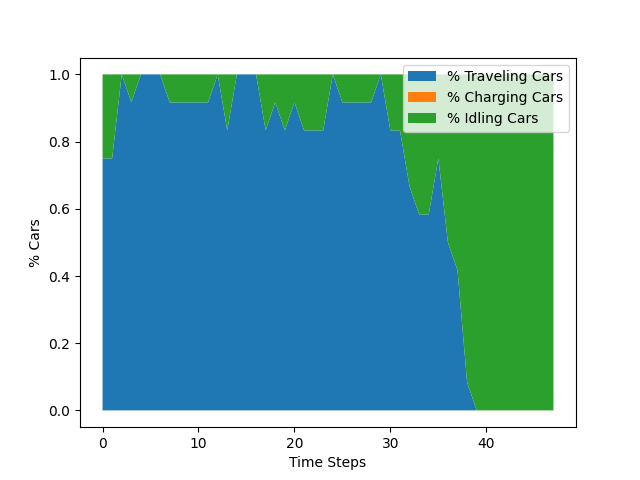 % Traveling Cars
% Charging Cars
% Idling Cars
1.0
0.8
0.6
0.4
0.2
0.0
% Cars
0 10 20 30 40
Time Steps